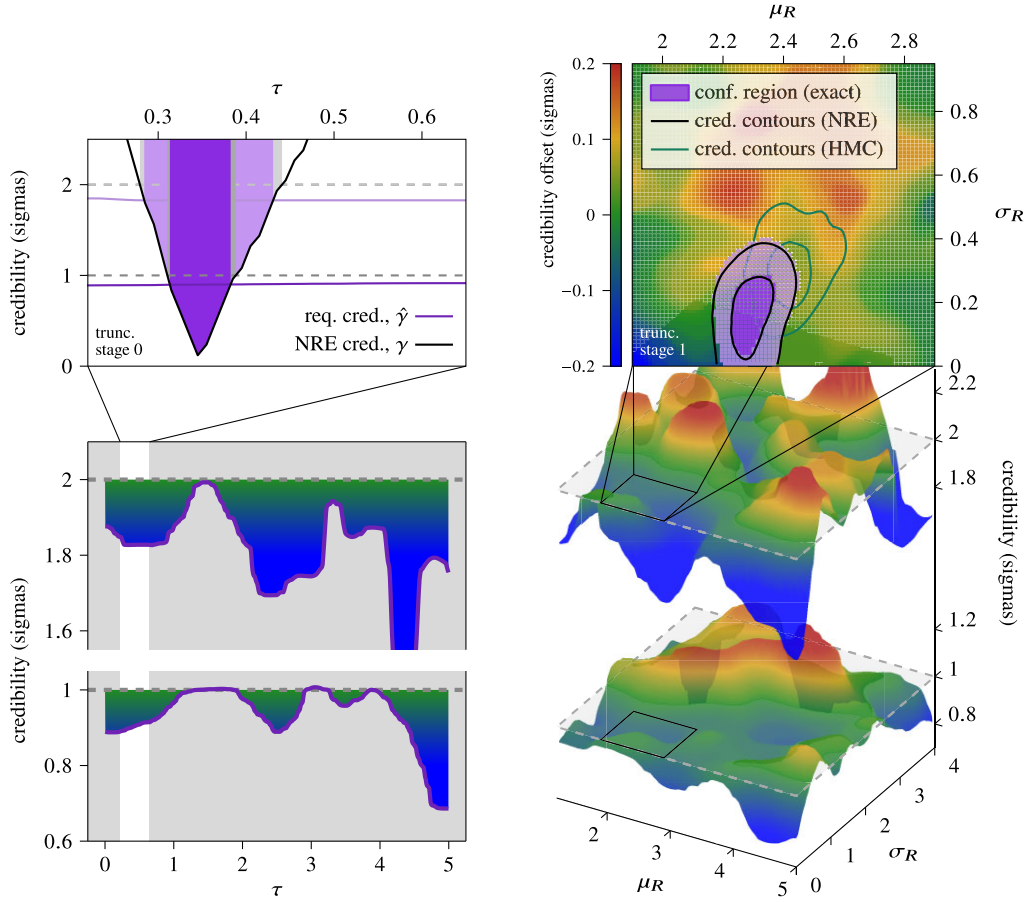 τ
0.3 0.4 0.5 0.6
credibility (sigmas)
2
1
0
trunc.
stage 0
req. cred., γ̂
NRE cred., γ
credibility (sigmas)
2
1.8
1.6
1
0.8
0.6
0 1 2 3 4 5
τ
μ_R
2 2.2 2.4 2.6 2.8
credibility offset (sigmas)
0.2
0.1
0
−0.1
−0.2
conf. region (exact)
cred. contours (NRE)
cred. contours (HMC)
trunc.
stage 1
0.8
0.6
0.4
0.2
0
σ_R
2.2
2
1.8
1.2
1
0.8
credibility (sigmas)
2 3 4 5
μ_R
0 1 2 3 4
σ_R